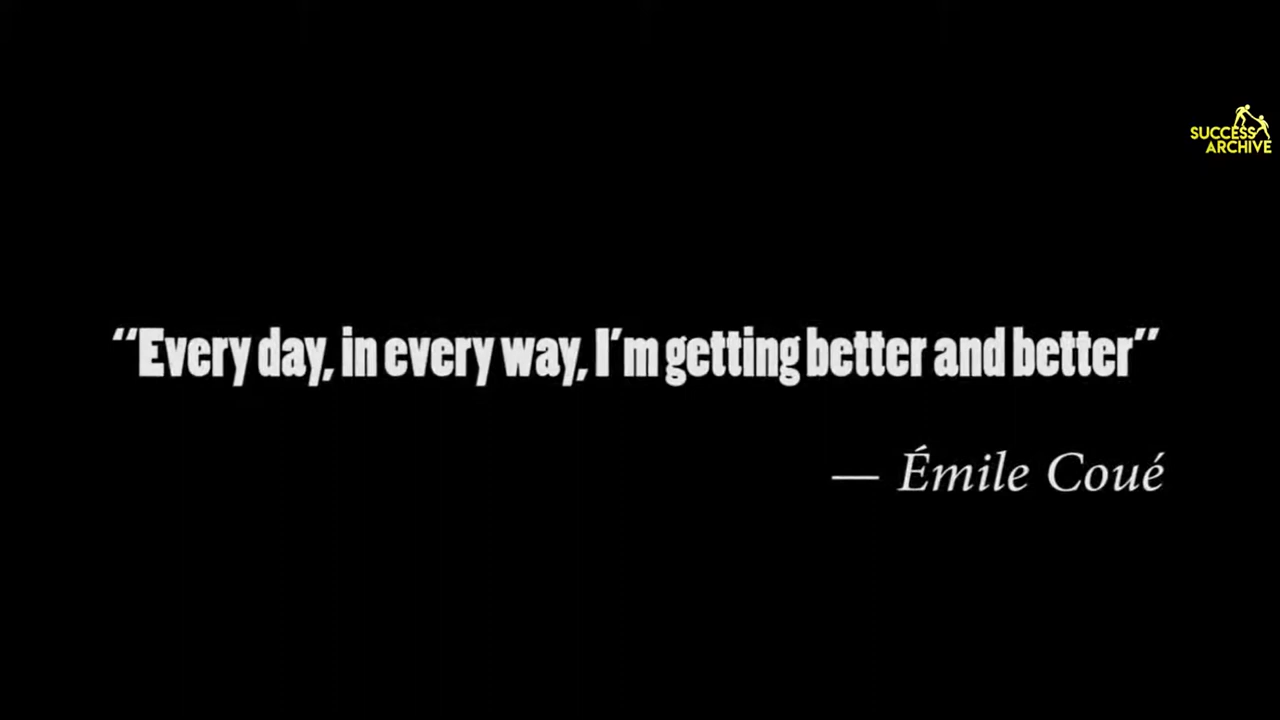 SUCCESS
ARCHIVE
“Every day, in every way, I'm getting better and better”
— Émile Coué